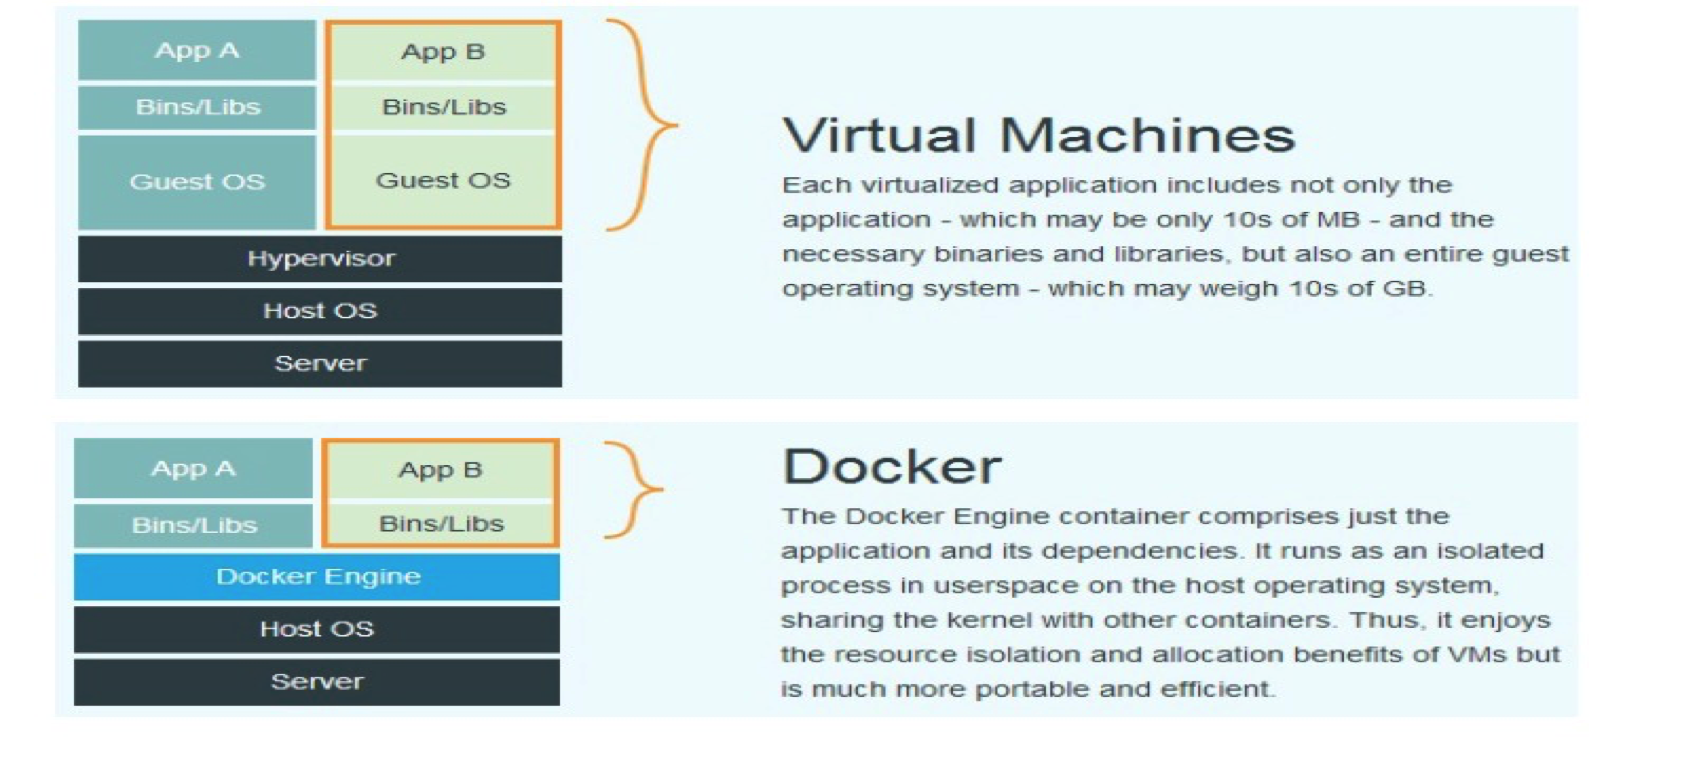 App A
App B
Bins/Libs
Bins/Libs
Guest OS
Guest OS
Hypervisor
Host OS
Server
Virtual Machines
Each virtualized application includes not only the
application - which may be only 10s of MB - and the
necessary binaries and libraries, but also an entire guest
operating system - which may weigh 10s of GB.
App A
App B
Bins/Libs
Bins/Libs
Docker Engine
Host OS
Server
Docker
The Docker Engine container comprises just the
application and its dependencies. It runs as an isolated
process in userspace on the host operating system,
sharing the kernel with other containers. Thus, it enjoys
the resource isolation and allocation benefits of VMs but
is much more portable and efficient.